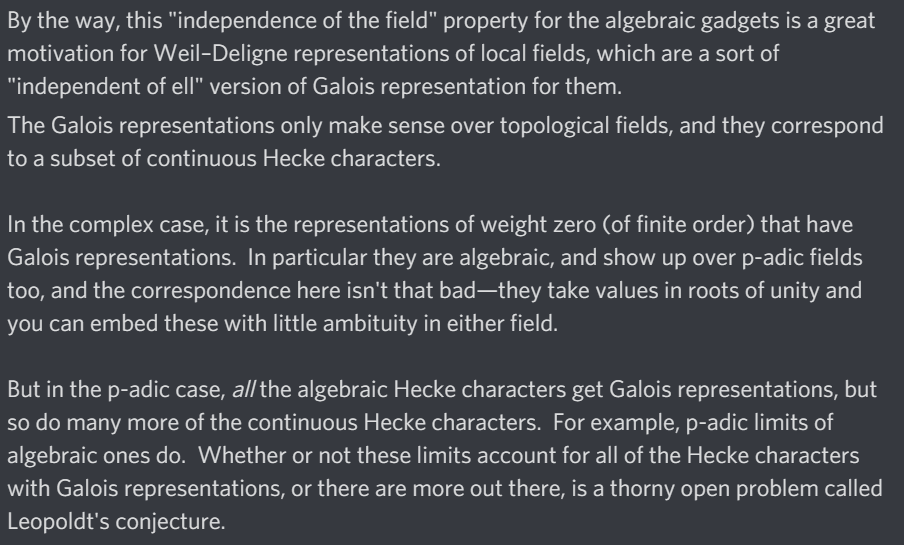 By the way, this "independence of the field" property for the algebraic gadgets is a great
motivation for Weil–Deligne representations of local fields, which are a sort of
"independent of ell" version of Galois representation for them.
The Galois representations only make sense over topological fields, and they correspond
to a subset of continuous Hecke characters.
In the complex case, it is the representations of weight zero (of finite order) that have
Galois representations.  In particular they are algebraic, and show up over p-adic fields
too, and the correspondence here isn't that bad—they take values in roots of unity and
you can embed these with little ambituity in either field.
But in the p-adic case, all the algebraic Hecke characters get Galois representations, but
so do many more of the continuous Hecke characters.  For example, p-adic limits of
algebraic ones do.  Whether or not these limits account for all of the Hecke characters
with Galois representations, or there are more out there, is a thorny open problem called
Leopoldt's conjecture.